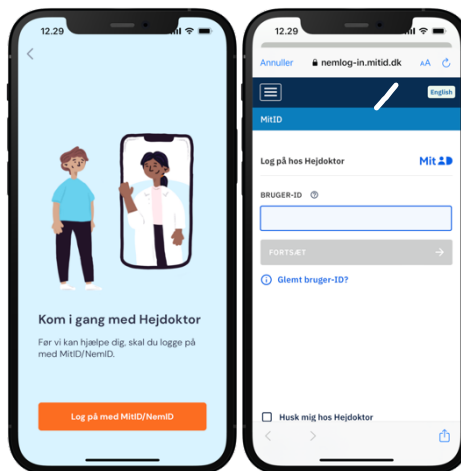 12.29
Kom i gang med Hejdoktor
Før vi kan hjælpe dig, skal du logge på
med MitID/NemID.
Log på med MitID/NemID
12.29
Annuller nemlog-in.mitid.dk AA
English
MitID
Log på hos Hejdoktor Mit ID
BRUGER-ID
FORTSÆT
Glemt bruger-ID?
Husk mig hos Hejdoktor